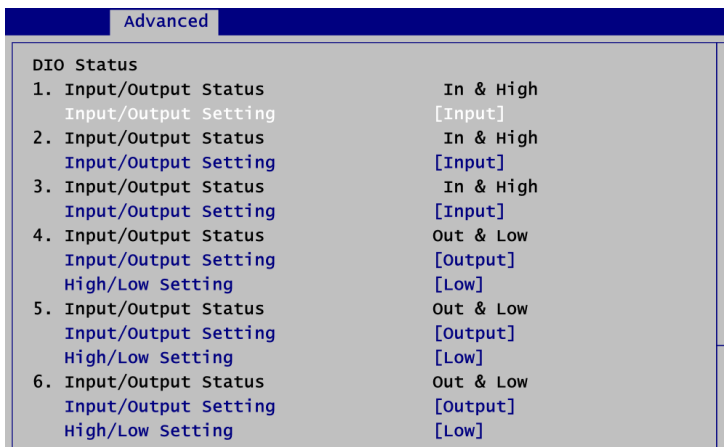 Advanced
DIO Status
1. Input/Output Status In & High
Input/Output Setting [Input]
2. Input/Output Status In & High
Input/Output Setting [Input]
3. Input/Output Status In & High
Input/Output Setting [Input]
4. Input/Output Status Out & Low
Input/Output Setting [Output]
High/Low Setting [Low]
5. Input/Output Status Out & Low
Input/Output Setting [Output]
High/Low Setting [Low]
6. Input/Output Status Out & Low
Input/Output Setting [Output]
High/Low Setting [Low]